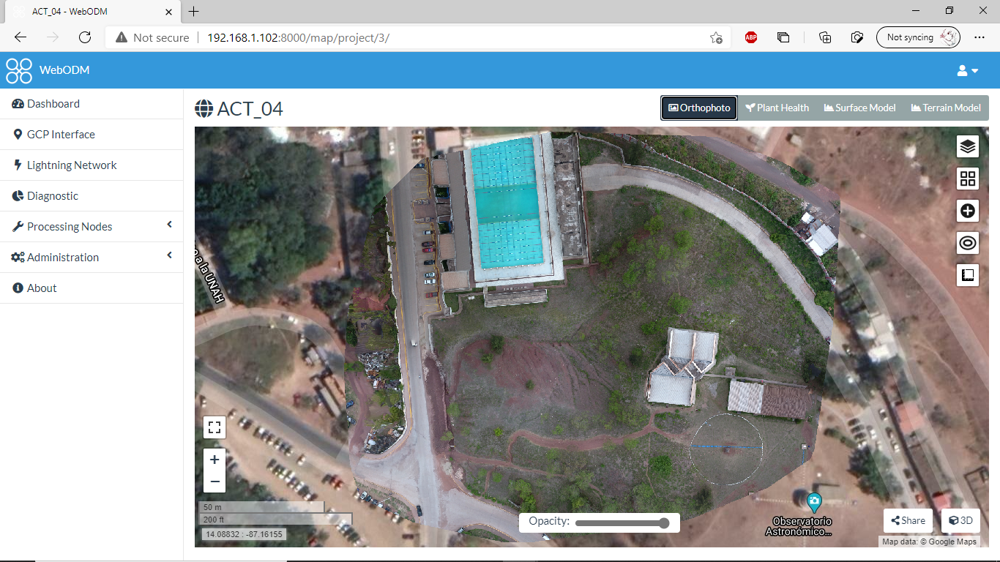 ACT_04 - WebODM
Not secure
192.168.1.102:8000/map/project/3/
ABP
Not syncing
WebODM
Dashboard
GCP Interface
Lightning Network
Diagnostic
Processing Nodes
Administration
About
ACT_04
Orthophoto
Plant Health
Surface Model
Terrain Model
o a la UNAH
50 m
200 ft
14.08832 : -87.16155
Opacity:
Observatorio
Astronómico...
Share
3D
Map data: © Google Maps